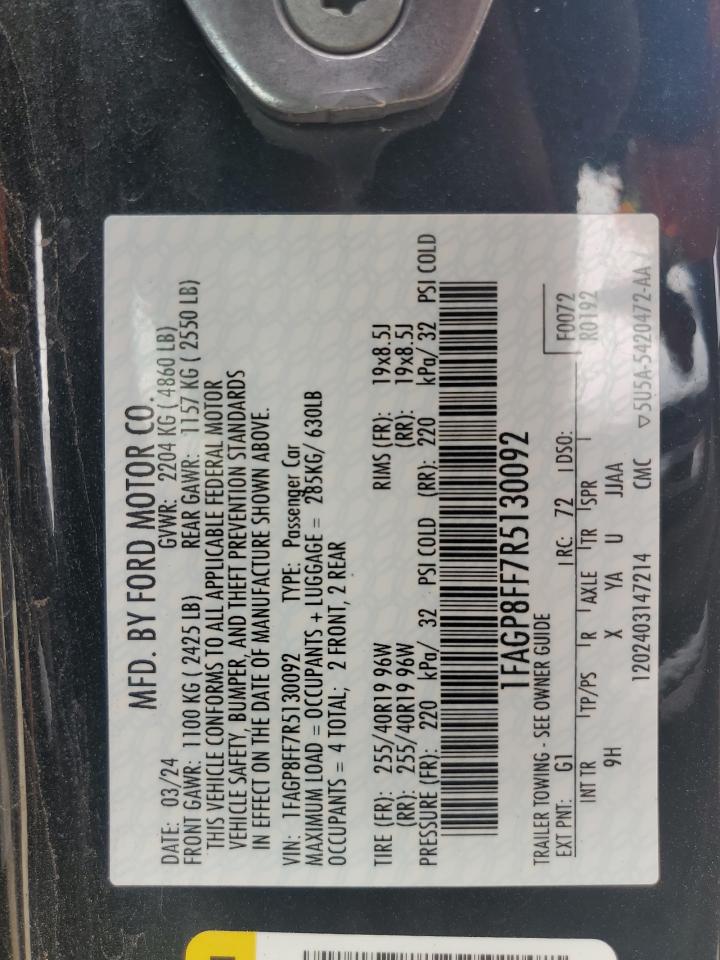 MFD. BY FORD MOTOR CO.
DATE: 03/24 GVWR: 2204 KG ( 4860 LB)
FRONT GAWR: 1100 KG ( 2425 LB) REAR GAWR: 1157 KG ( 2550 LB)
THIS VEHICLE CONFORMS TO ALL APPLICABLE FEDERAL MOTOR
VEHICLE SAFETY, BUMPER, AND THEFT PREVENTION STANDARDS
IN EFFECT ON THE DATE OF MANUFACTURE SHOWN ABOVE.
VIN: 1FAGP8FF7R5130092 TYPE: Passenger Car
MAXIMUM LOAD = OCCUPANTS + LUGGAGE = 285KG/ 630LB
OCCUPANTS = 4 TOTAL; 2 FRONT, 2 REAR
TIRE (FR): 255/40R19 96W RIMS (FR): 19x8.5J
(RR): 255/40R19 96W (RR): 19x8.5J
PRESSURE (FR): 220 kPa/ 32 PSI COLD (RR): 220 kPa/ 32 PSI COLD
1FAGP8FF7R5130092
TRAILER TOWING - SEE OWNER GUIDE
EXT PNT: G1 RC: 72 DSO: F0072
INT TR TP/PS R AXLE TR SPR R0192
9H X YA U JJAA
1202403147214 CMC ▽5U5A-5420472-AA